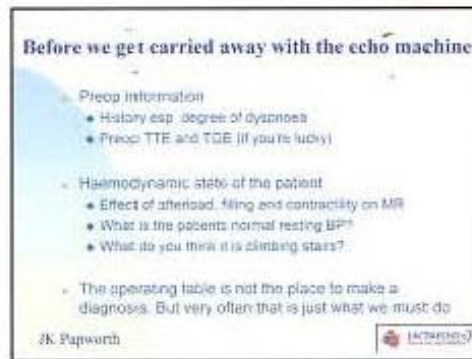 Before we get carried away with the echo machine
Preop information
History esp. degree of dyspnoea
Preop TTE and TOE (if you're lucky)
Haemodynamic state of the patient
Effect of afterload, filling and contractility on MR
What is the patients normal resting BP?
What do you think it is climbing stairs?
The operating table is not the place to make a
diagnosis. But very often that is just what we must do
JK Papworth